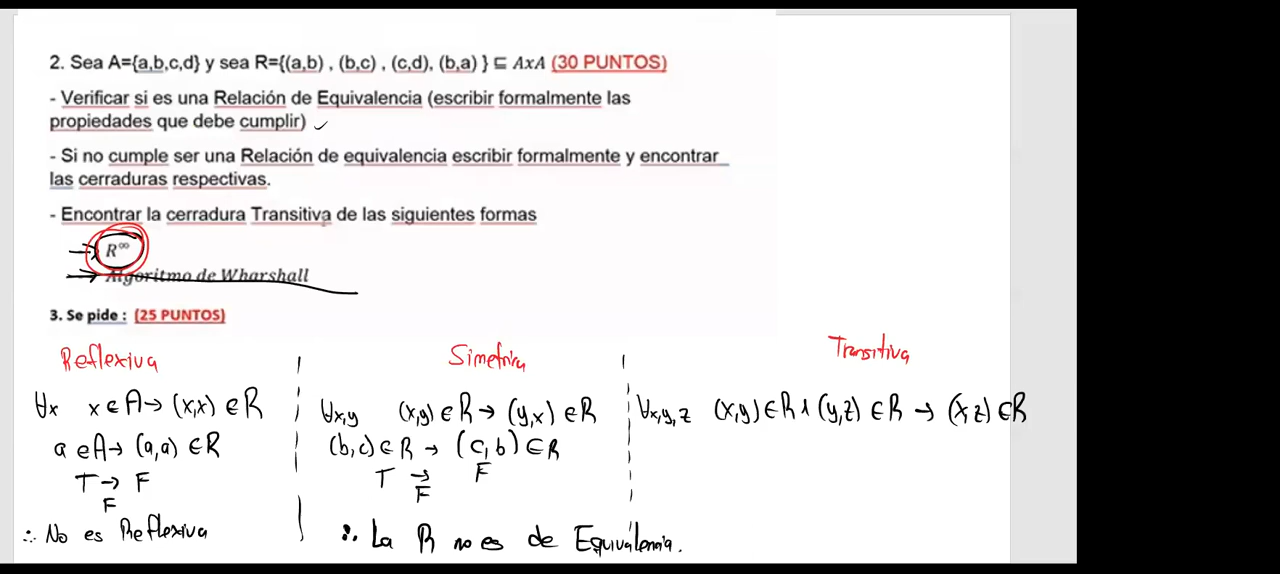 2. Sea A={a,b,c,d} y sea R={(a,b) , (b,c) , (c,d), (b,a) } ⊑ AxA (30 PUNTOS)
- Verificar si es una Relación de Equivalencia (escribir formalmente las
propiedades que debe cumplir) ✓
- Si no cumple ser una Relación de equivalencia escribir formalmente y encontrar
las cerraduras respectivas.
- Encontrar la cerradura Transitiva de las siguientes formas
→ R∞
→ Algoritmo de Wharshall
3. Se pide : (25 PUNTOS)
Reflexiva
∀x x ∈ A → (x,x) ∈ R
a ∈ A → (a,a) ∈ R
T → F
F
∴ No es Reflexiva
Simetrica
∀x,y (x,y) ∈ R → (y,x) ∈ R
(b,c) ∈ R → (c,b) ∈ R
T → F
F
∴ La R no es de Equivalencia.
Transitiva
∀x,y,z (x,y) ∈ R ∧ (y,z) ∈ R → (x,z) ∈ R